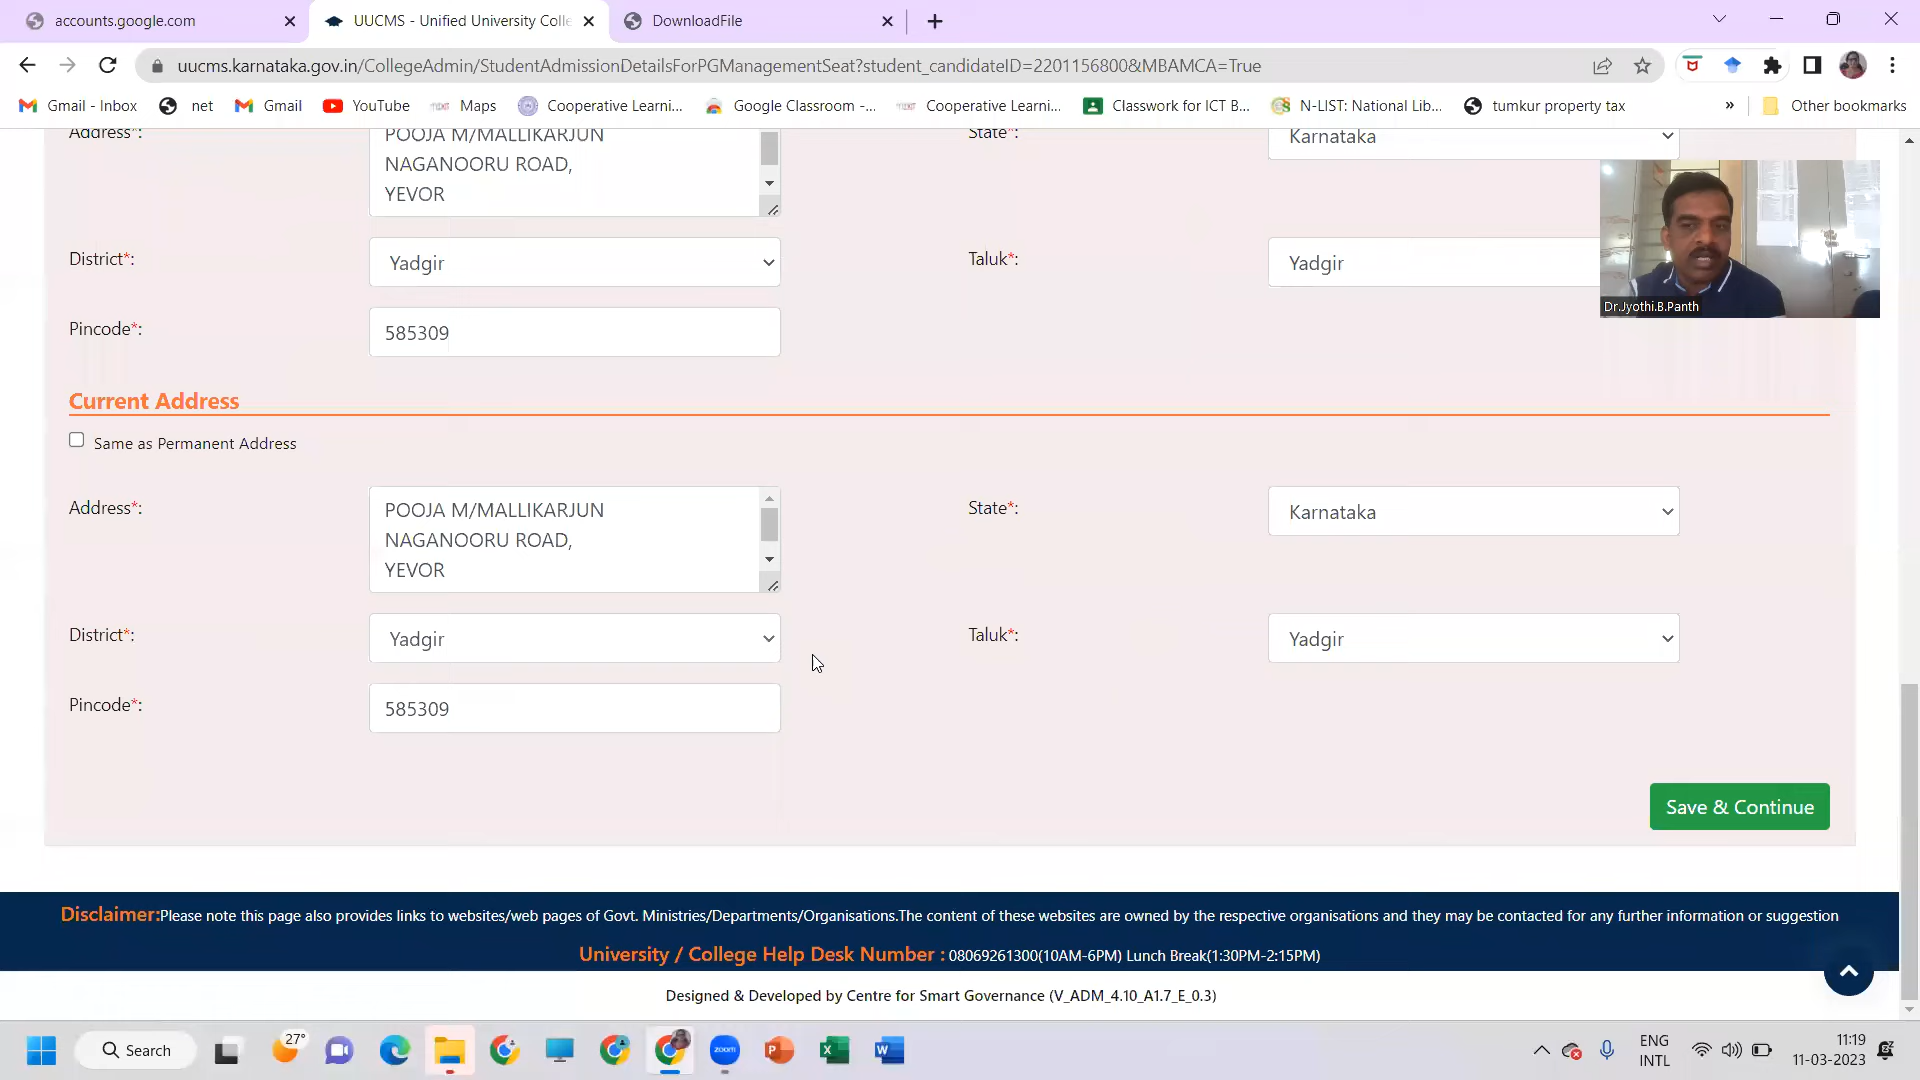 accounts.google.com
UUCMS - Unified University Colle
DownloadFile
uucms.karnataka.gov.in/CollegeAdmin/StudentAdmissionDetailsForPGManagementSeat?student_candidateID=2201156800&MBAMCA=True
Gmail - Inbox
net
Gmail
YouTube
Maps
Cooperative Learni...
Google Classroom -...
Cooperative Learni...
Classwork for ICT B...
N-LIST: National Lib...
tumkur property tax
»
Other bookmarks
Address*:
POOJA M/MALLIKARJUN
NAGANOORU ROAD,
YEVOR
State*:
Karnataka
District*:
Yadgir
Taluk*:
Yadgir
Dr.Jyothi.B.Panth
Pincode*:
585309
Current Address
Same as Permanent Address
Address*:
POOJA M/MALLIKARJUN
NAGANOORU ROAD,
YEVOR
State*:
Karnataka
District*:
Yadgir
Taluk*:
Yadgir
Pincode*:
585309
Save & Continue
Disclaimer:Please note this page also provides links to websites/web pages of Govt. Ministries/Departments/Organisations.The content of these websites are owned by the respective organisations and they may be contacted for any further information or suggestion
University / College Help Desk Number : 08069261300(10AM-6PM) Lunch Break(1:30PM-2:15PM)
Designed & Developed by Centre for Smart Governance (V_ADM_4.10_A1.7_E_0.3)
Search
27°
zoom
ENG
INTL
11:19
11-03-2023